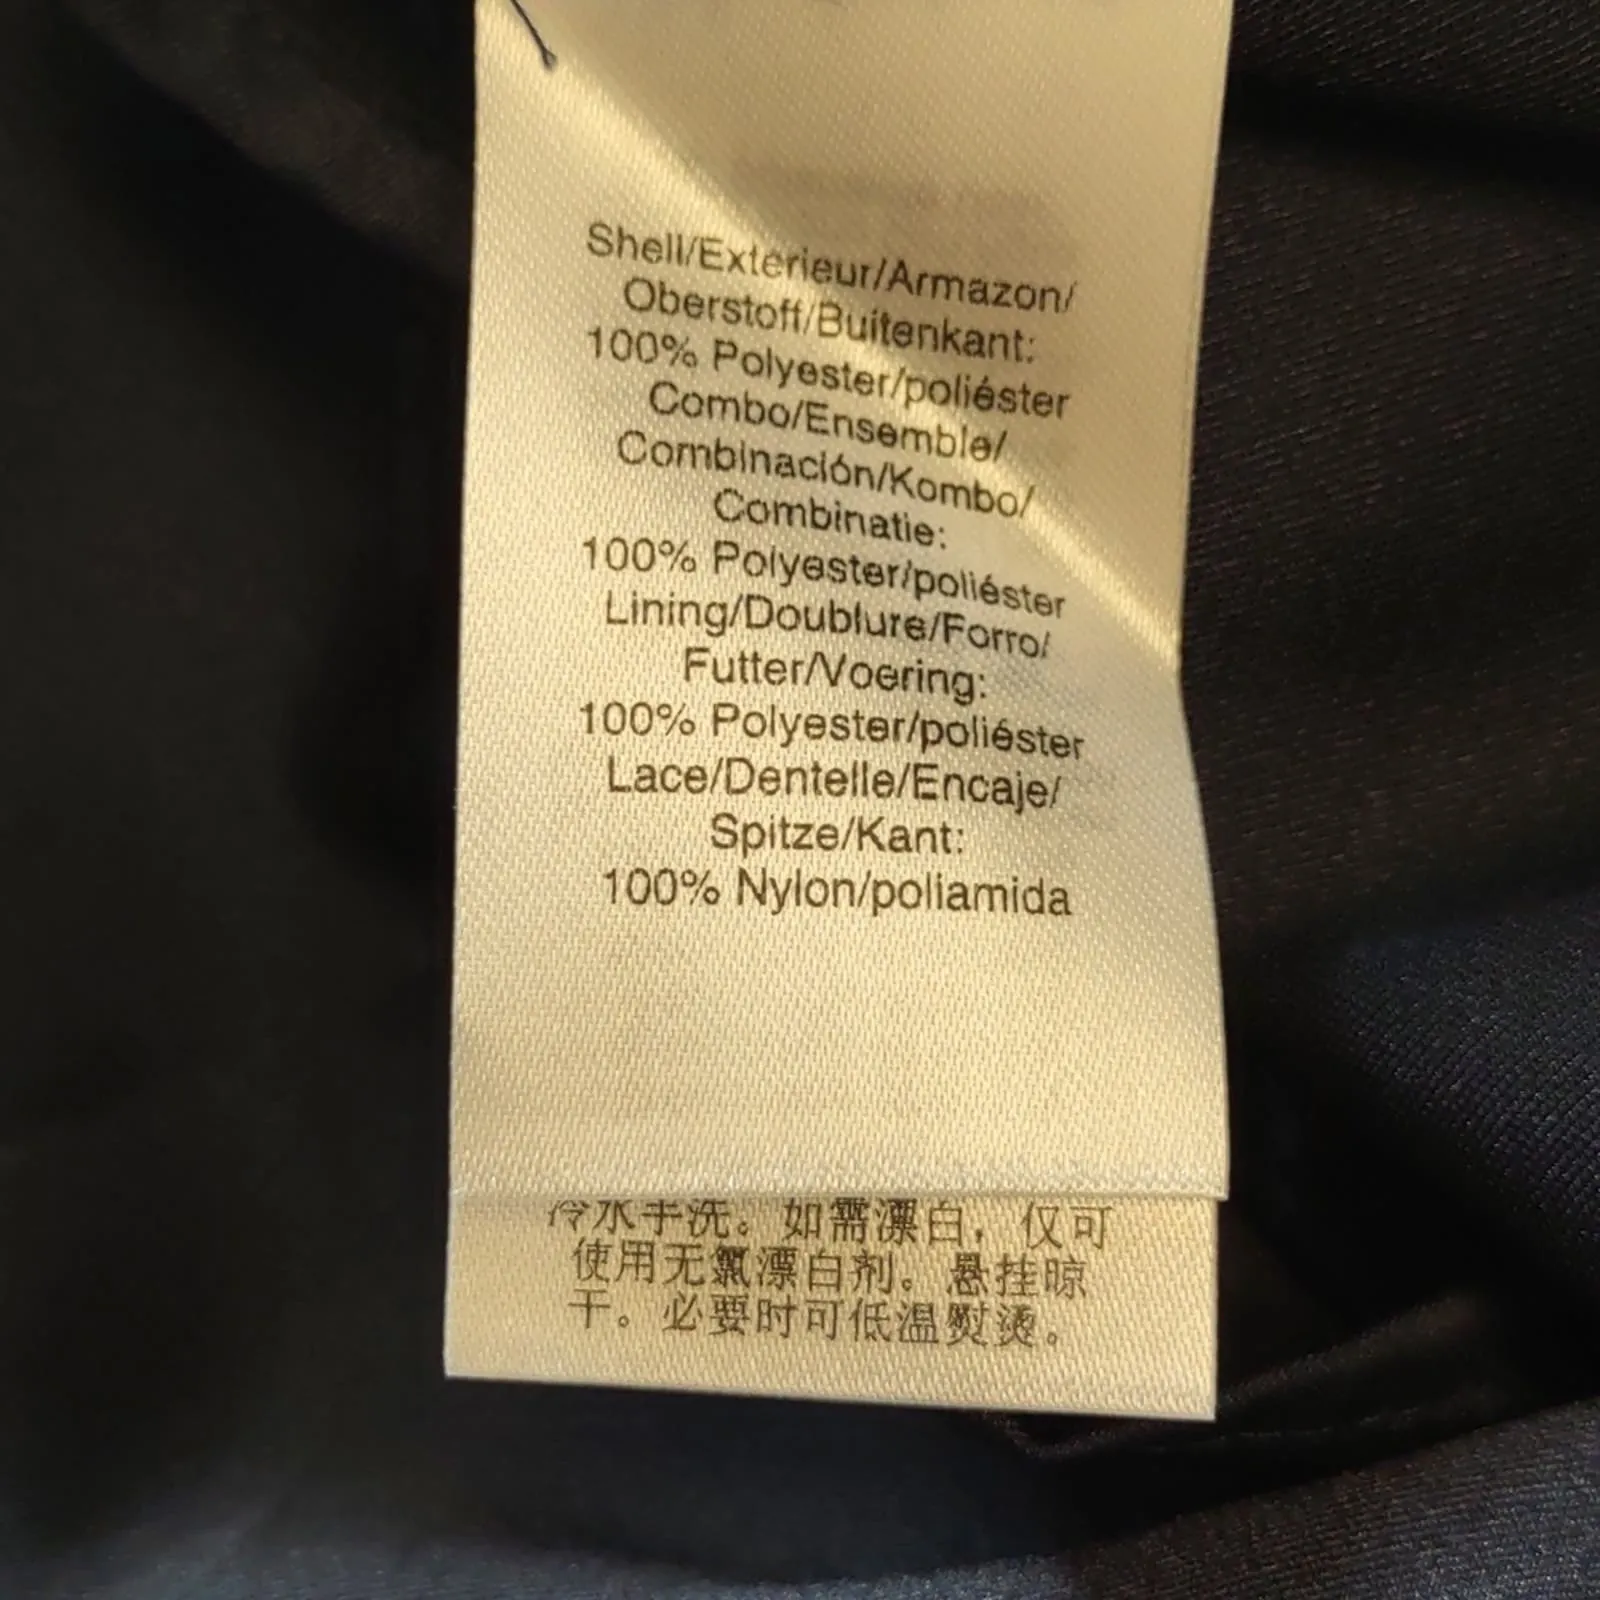 Shell/Exterieur/Armazon/
Oberstoff/Buitenkant:
100% Polyester/poliéster
Combo/Ensemble/
Combinación/Kombo/
Combinatie:
100% Polyester/poliéster
Lining/Doublure/Forro/
Futter/Voering:
100% Polyester/poliéster
Lace/Dentelle/Encaje/
Spitze/Kant:
100% Nylon/poliamida
冷水手洗。如需漂白，仅可
使用无氯漂白剂。悬挂晾
干。必要时可低温熨烫。